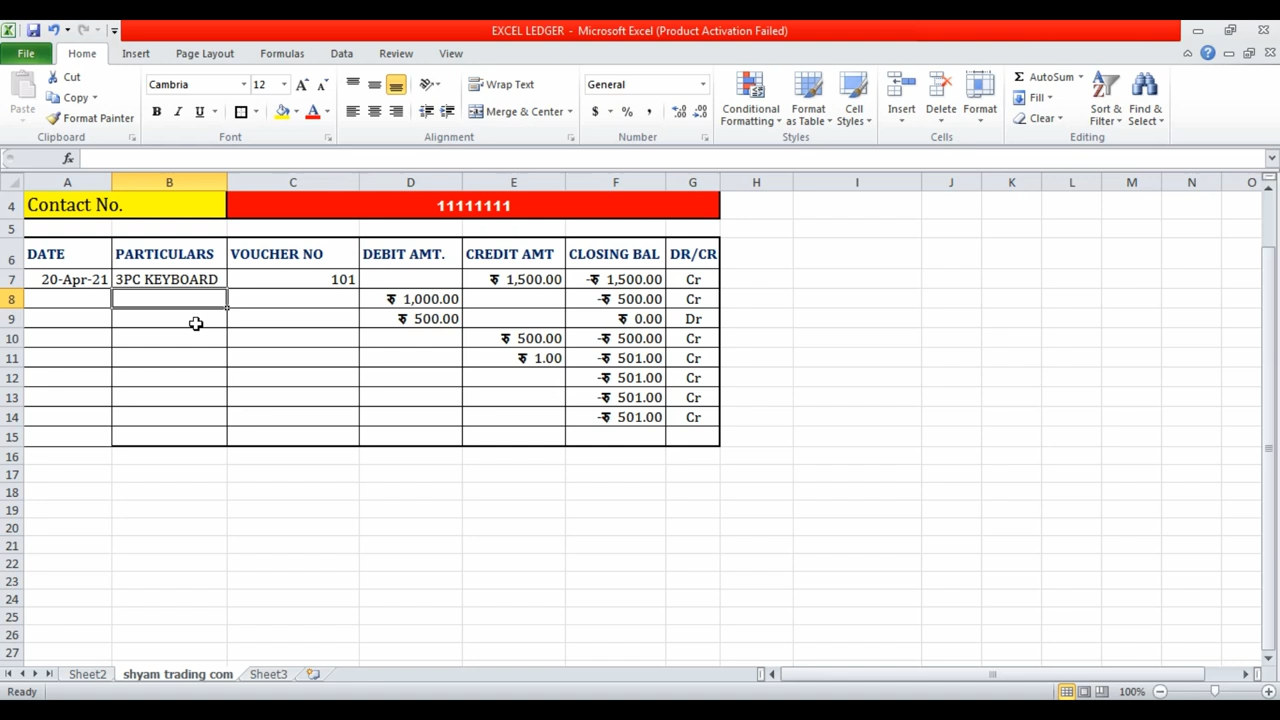 EXCEL LEDGER - Microsoft Excel (Product Activation Failed)
File Home Insert Page Layout Formulas Data Review View
Paste Cut Copy Format Painter
Clipboard
Cambria 12
B I U A
Font
Wrap Text
Merge & Center
Alignment
General
$ % ,
Number
Conditional Formatting Format as Table Cell Styles
Styles
Insert Delete Format
Cells
Σ AutoSum Fill Clear
Sort & Filter Find & Select
Editing
fx
A B C D E F G H I J K L M N O
4 Contact No. 11111111
5
6 DATE PARTICULARS VOUCHER NO DEBIT AMT. CREDIT AMT CLOSING BAL DR/CR
7 20-Apr-21 3PC KEYBOARD 101 रु 1,500.00 -रु 1,500.00 Cr
8 रु 1,000.00 -रु 500.00 Cr
9 रु 500.00 रु 0.00 Dr
10 रु 500.00 -रु 500.00 Cr
11 रु 1.00 -रु 501.00 Cr
12 -रु 501.00 Cr
13 -रु 501.00 Cr
14 -रु 501.00 Cr
15
16
17
18
19
20
21
22
23
24
25
26
27
Sheet2 shyam trading com Sheet3
Ready 100%